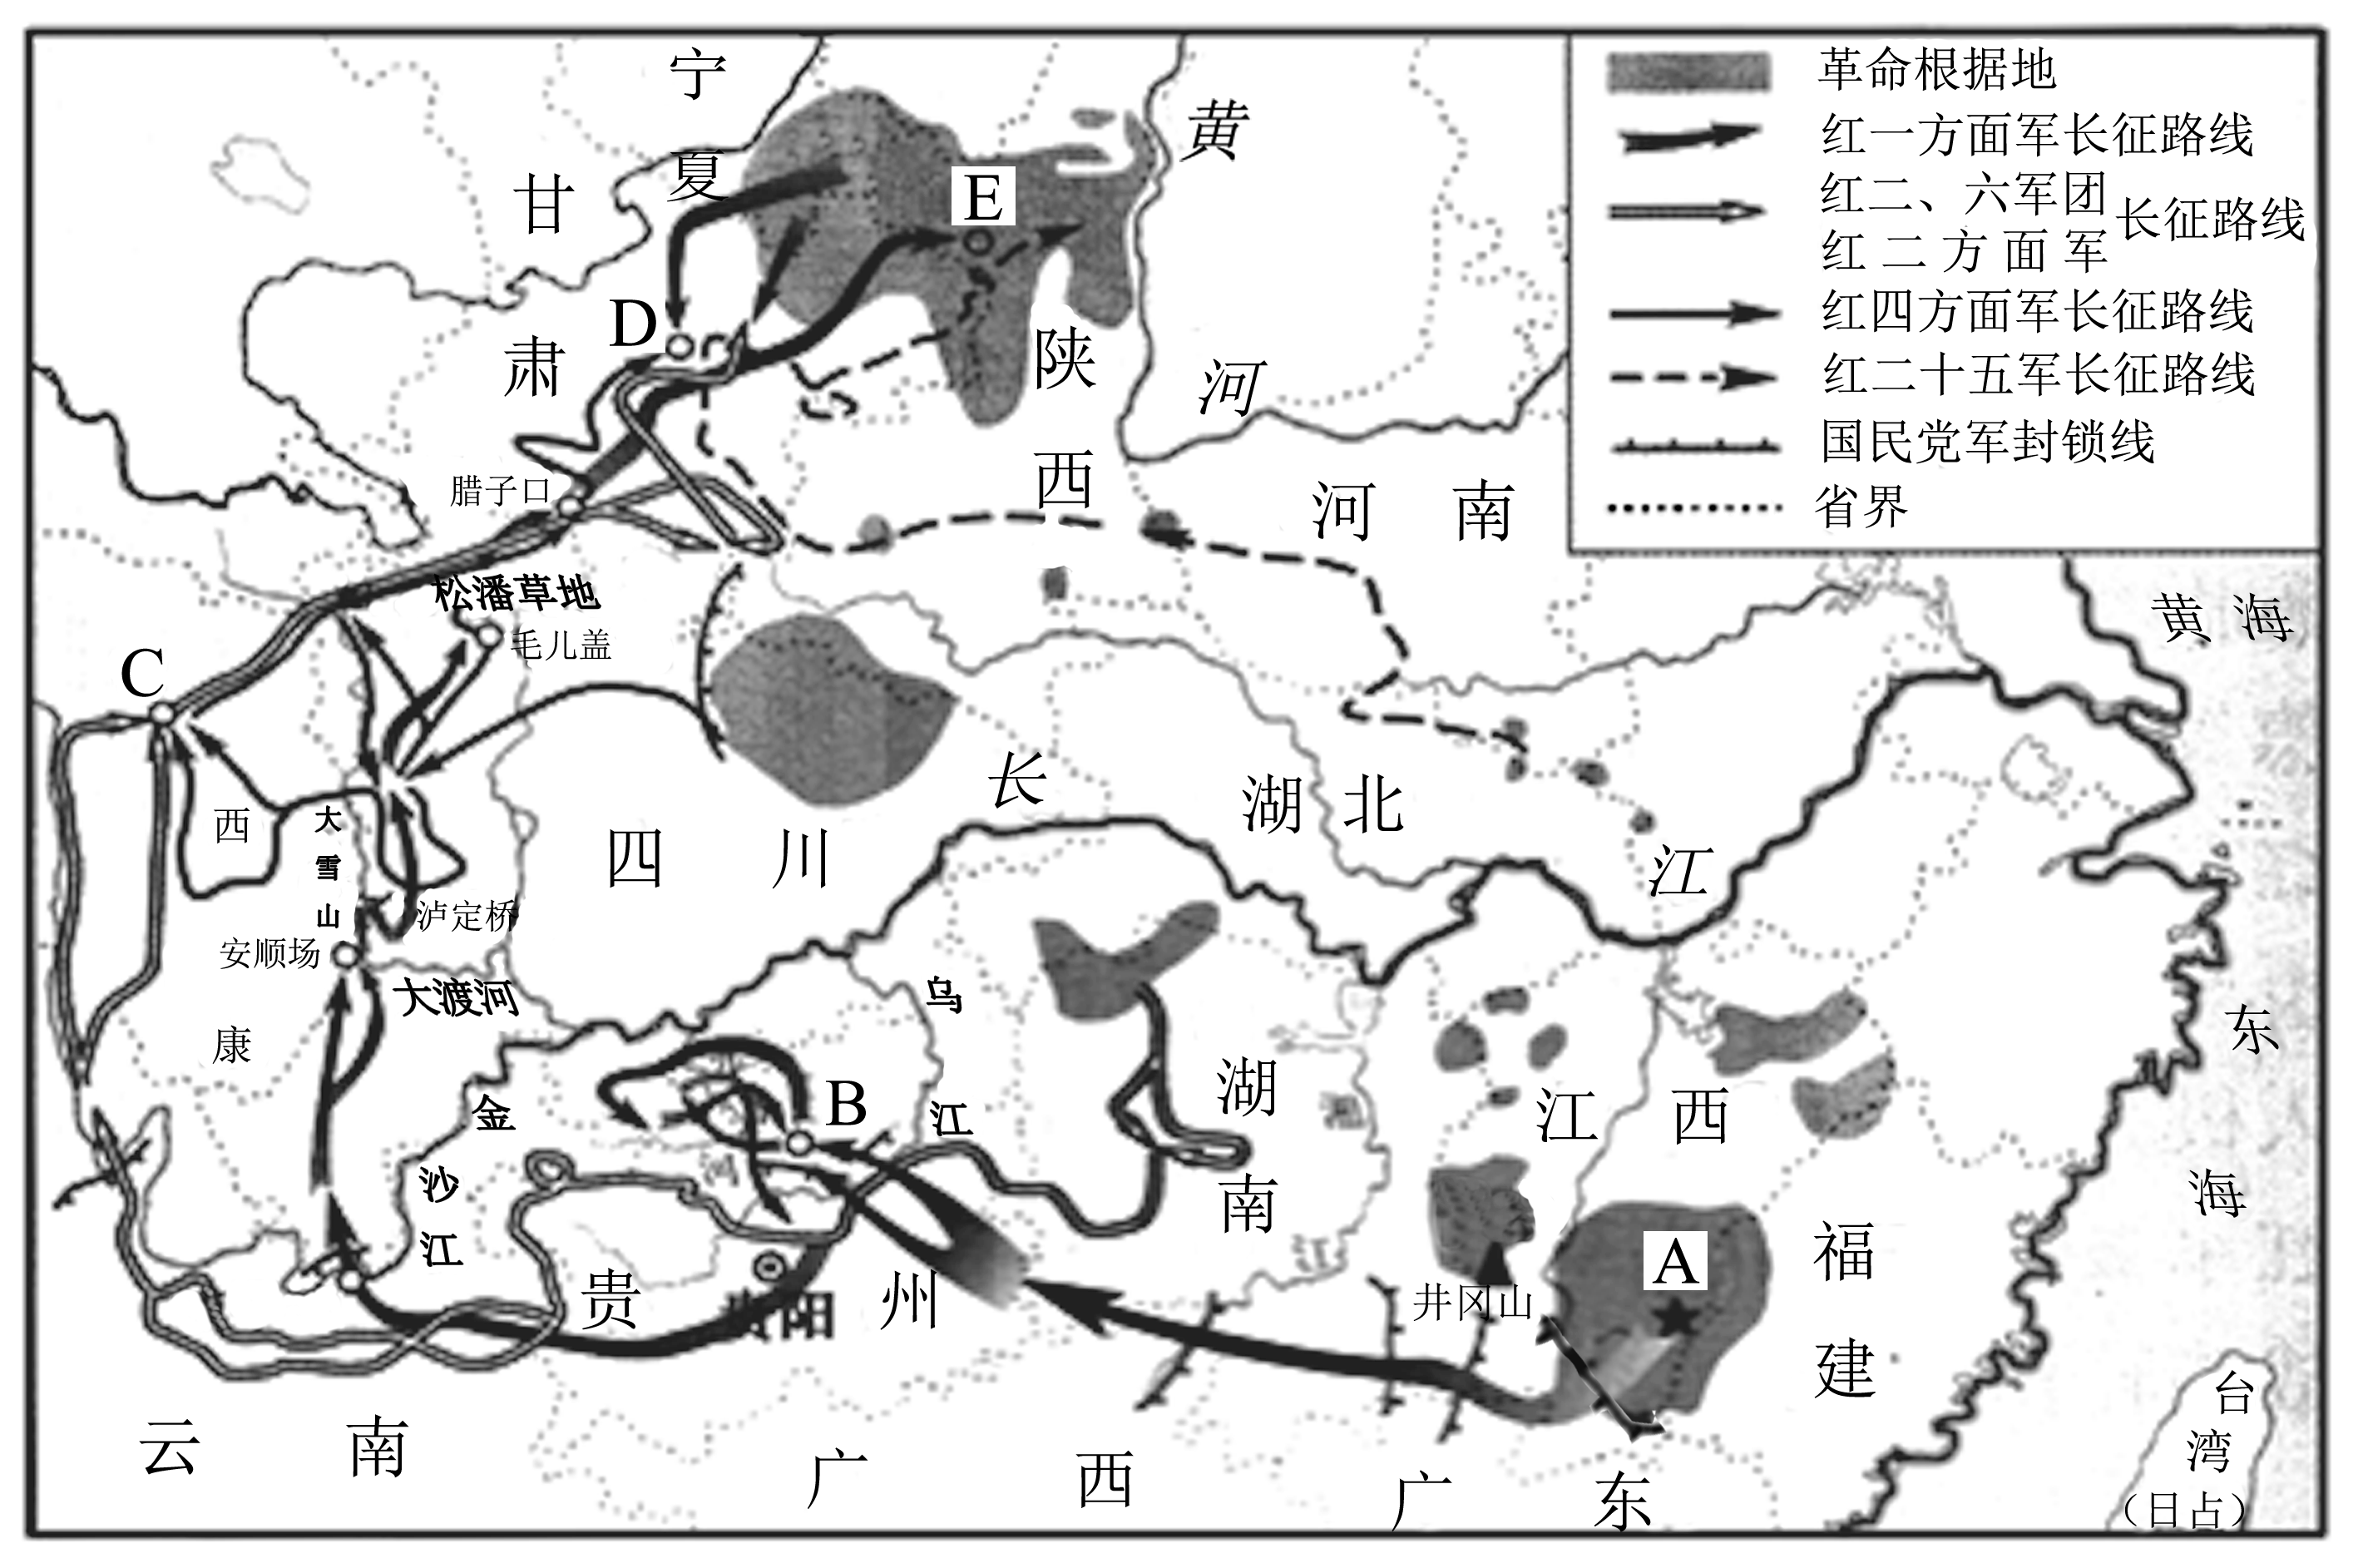 宁夏
甘肃
黄河
陕西
河南
E
D
腊子口
松潘草地
毛儿盖
C
西康
大雪山
泸定桥
安顺场
大渡河
四川
长江
湖北
乌江
湖南
江西
福建
A
井冈山
B
金沙江
贵州
贵阳
河
云南
广西
广东
黄海
东海
台湾
(日占)
革命根据地
红一方面军长征路线
红二、六军团
红二方面军
长征路线
红四方面军长征路线
红二十五军长征路线
国民党军封锁线
省界